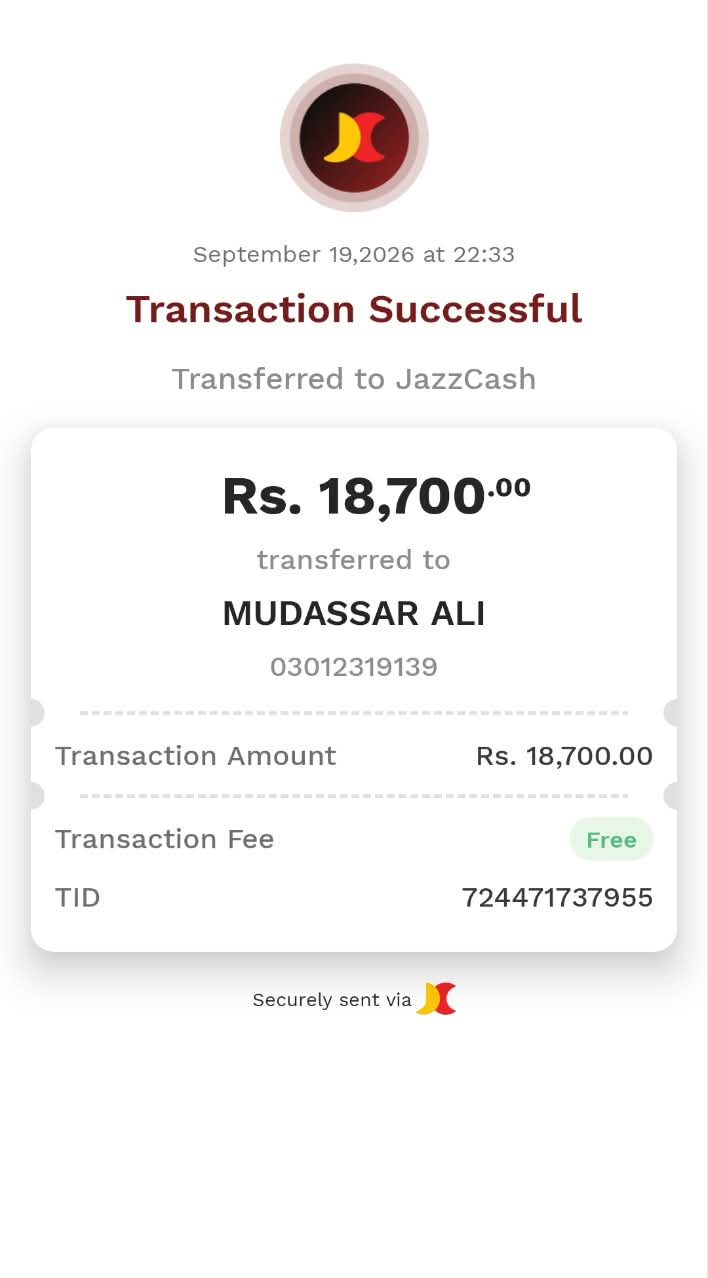 September 19,2026 at 22:33
Transaction Successful
Transferred to JazzCash
Rs. 18,700.00
transferred to
MUDASSAR ALI
03012319139
Transaction Amount Rs. 18,700.00
Transaction Fee Free
TID 724471737955
Securely sent via